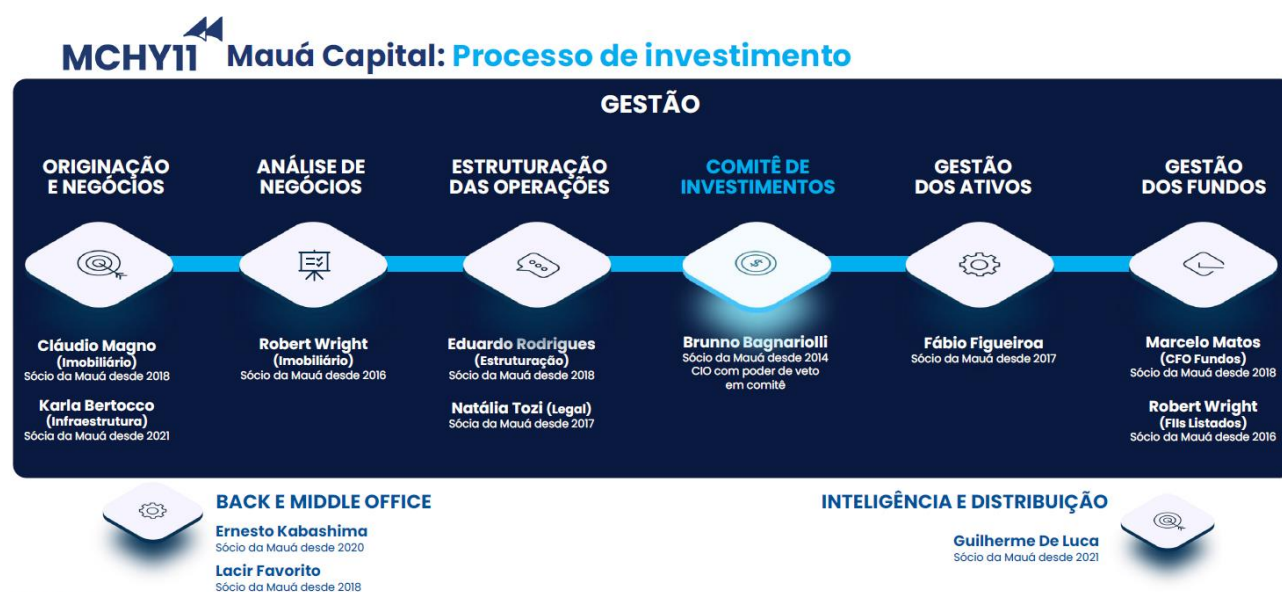 MCHY11 Mauá Capital: Processo de investimento
GESTÃO
ORIGINAÇÃO
E NEGÓCIOS
Cláudio Magno
(Imobiliário)
Sócio da Mauá desde 2018
Karla Bertocco
(Infraestrutura)
Sócia da Mauá desde 2021
ANÁLISE DE
NEGÓCIOS
Robert Wright
(Imobiliário)
Sócio da Mauá desde 2016
ESTRUTURAÇÃO
DAS OPERAÇÕES
Eduardo Rodrigues
(Estruturação)
Sócio da Mauá desde 2018
Natália Tozi (Legal)
Sócia da Mauá desde 2017
COMITÊ DE
INVESTIMENTOS
$
Brunno Bagnariolli
Sócio da Mauá desde 2014
CIO com poder de veto
em comitê
GESTÃO
DOS ATIVOS
Fábio Figueiroa
Sócio da Mauá desde 2017
GESTÃO
DOS FUNDOS
Marcelo Matos
(CFO Fundos)
Sócio da Mauá desde 2018
Robert Wright
(FIIs Listados)
Sócio da Mauá desde 2016
BACK E MIDDLE OFFICE
Ernesto Kabashima
Sócio da Mauá desde 2020
Lacir Favorito
Sócio da Mauá desde 2018
INTELIGÊNCIA E DISTRIBUIÇÃO
Guilherme De Luca
Sócio da Mauá desde 2021